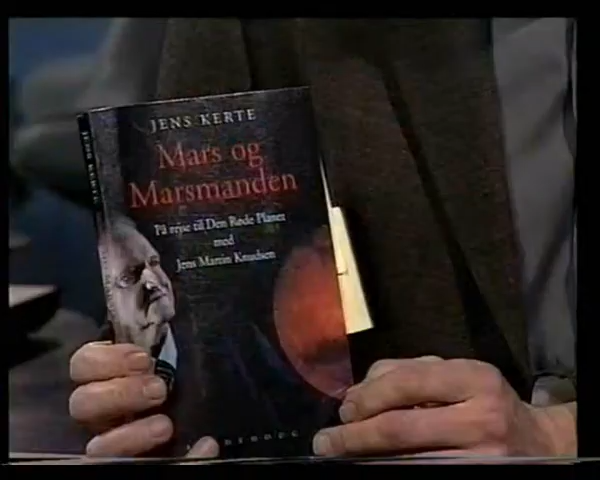 JENS KERTE
Mars og
Marsmanden
På rejse til Den Røde Planet
med
Jens Martin Knudsen